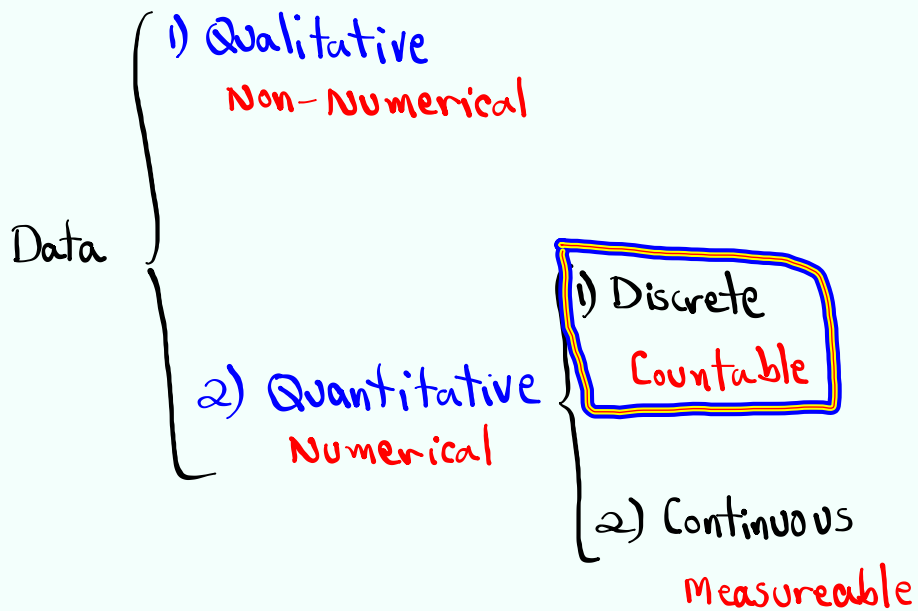 1) Qualitative
Non-Numerical
Data
1) Discrete
Countable
2) Quantitative
Numerical
2) Continuous
Measureable